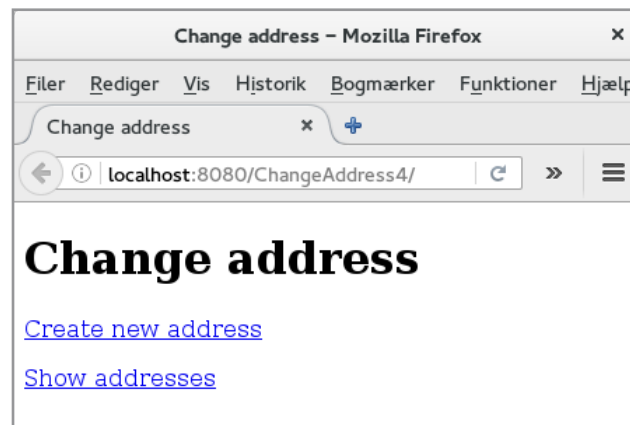 Change address – Mozilla Firefox
Filer Rediger Vis Historik Bogmærker Funktioner Hjælp
Change address
localhost:8080/ChangeAddress4/
Change address
Create new address
Show addresses